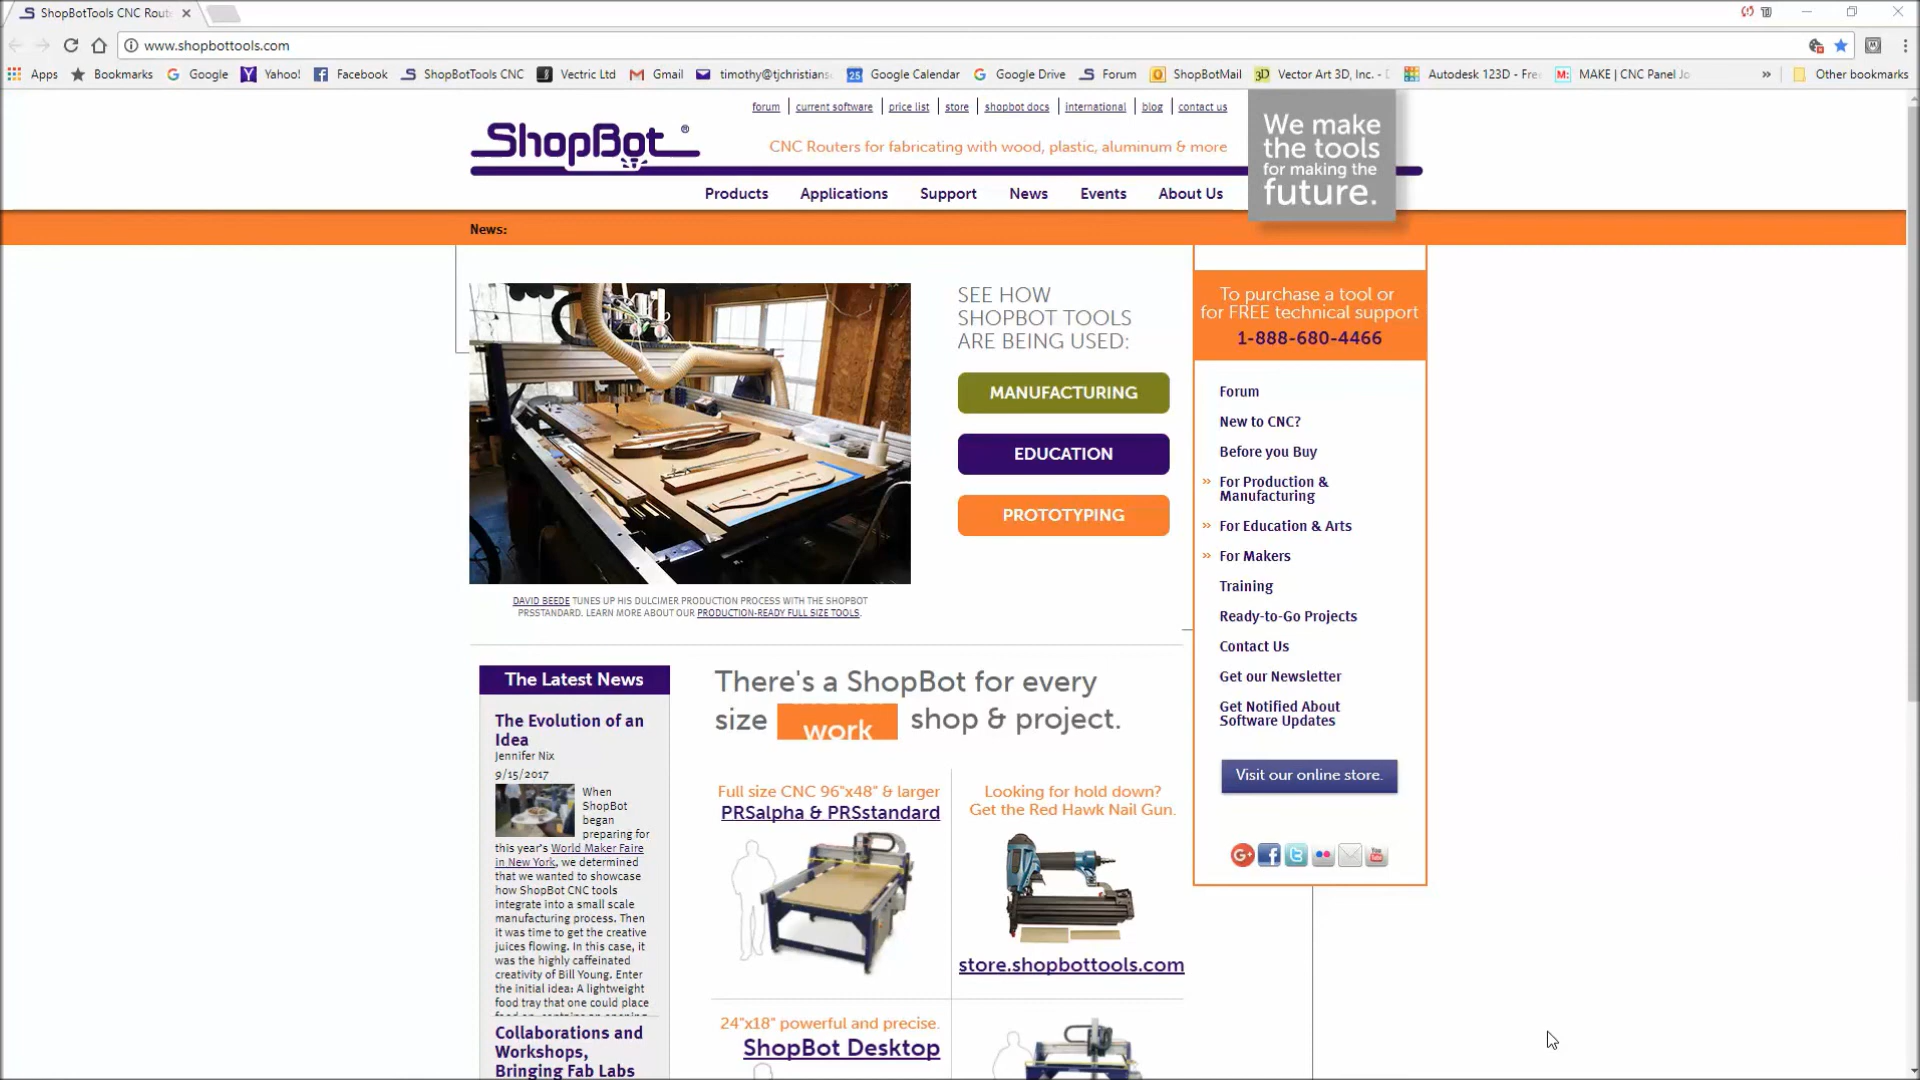 ShopBotTools CNC Rout
www.shopbottools.com
Apps Bookmarks Google Yahoo! Facebook ShopBotTools CNC Vectric Ltd Gmail timothy@tjchristians Google Calendar Google Drive Forum ShopBotMail Vector Art 3D, Inc. - Autodesk 123D - Fre MAKE | CNC Panel Jo » Other bookmarks
forum current software price list store shopbot docs international blog contact us
ShopBot®
CNC Routers for fabricating with wood, plastic, aluminum & more
We make
the tools
for making the
future.
Products Applications Support News Events About Us
News:
SEE HOW
SHOPBOT TOOLS
ARE BEING USED:
MANUFACTURING
EDUCATION
PROTOTYPING
DAVID BEEDE TUNES UP HIS DULCIMER PRODUCTION PROCESS WITH THE SHOPBOT
PRSSTANDARD. LEARN MORE ABOUT OUR PRODUCTION-READY FULL SIZE TOOLS.
To purchase a tool or
for FREE technical support
1-888-680-4466
Forum
New to CNC?
Before you Buy
» For Production &
Manufacturing
» For Education & Arts
» For Makers
Training
Ready-to-Go Projects
Contact Us
Get our Newsletter
Get Notified About
Software Updates
Visit our online store.
The Latest News
The Evolution of an
Idea
Jennifer Nix
9/15/2017
When
ShopBot
began
preparing for
this year's World Maker Faire
in New York, we determined
that we wanted to showcase
how ShopBot CNC tools
integrate into a small scale
manufacturing process. Then
it was time to get the creative
juices flowing. In this case, it
was the highly caffeinated
creativity of Bill Young. Enter
the initial idea: A lightweight
food tray that one could place
Collaborations and
Workshops,
Bringing Fab Labs
There's a ShopBot for every
size work shop & project.
Full size CNC 96"x48" & larger
PRSalpha & PRSstandard
Looking for hold down?
Get the Red Hawk Nail Gun.
store.shopbottools.com
24"x18" powerful and precise.
ShopBot Desktop